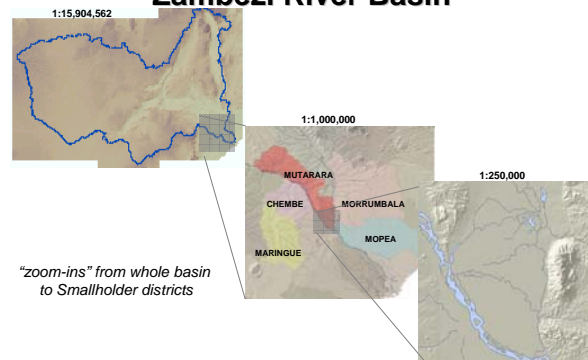 Zambezi River Basin
1:15,904,562
1:1,000,000
MUTARARA
1:250,000
CHEMBE
MORRUMBALA
MOPEA
MARINGUE
"zoom-ins" from whole basin
to Smallholder districts